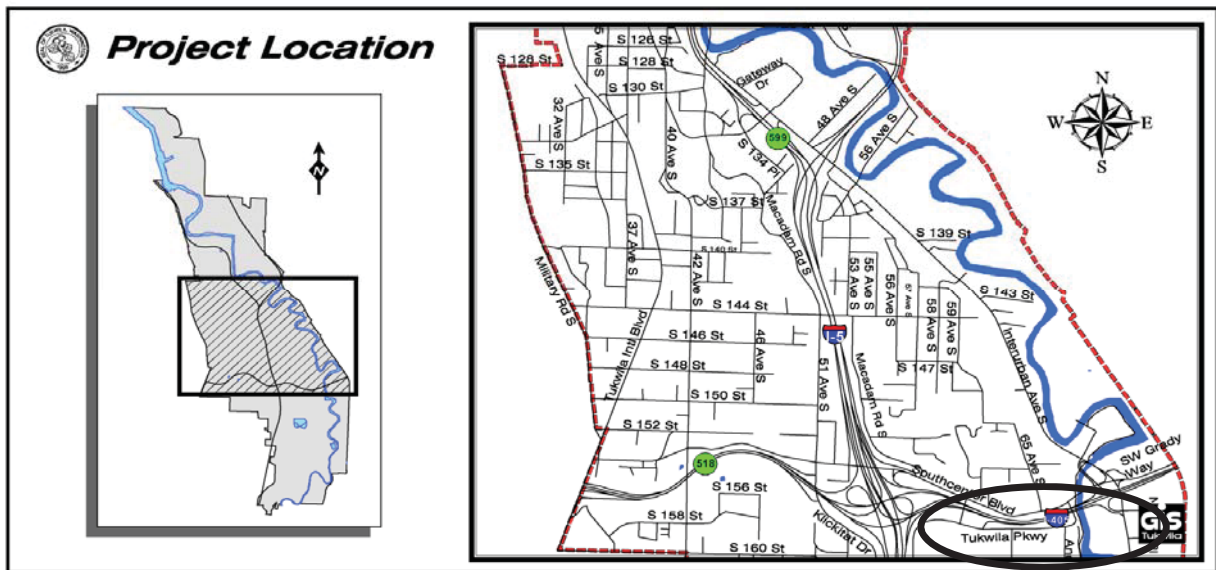 Project Location
N
N
W
E
S
S 126 St
5 Ave S
S 128 St
S 128 St
S 130 St
Gateway Dr
48 Ave S
56 Ave S
32 Ave S
40 Ave S
599
S 134 Pl
S 135 St
S 137 St
Macadam Rd S
S 139 St
37 Ave S
S 140 St
42 Ave S
Military Rd S
53 Ave S
55 Ave S
56 Ave S
57 Ave S
58 Ave S
59 Ave S
S 143 St
S 144 St
Tukwila Intl Blvd
S 146 St
46 Ave S
I-5
Interurban Ave S
S 148 St
51 Ave S
Macadam Rd S
S 147 St
S 150 St
S 152 St
65 Ave S
SW Grady Way
518
S 156 St
Southcenter Blvd
S 158 St
Klickitat Dr
I-405
Tukwila Pkwy
GIS
Tukwila
S 160 St